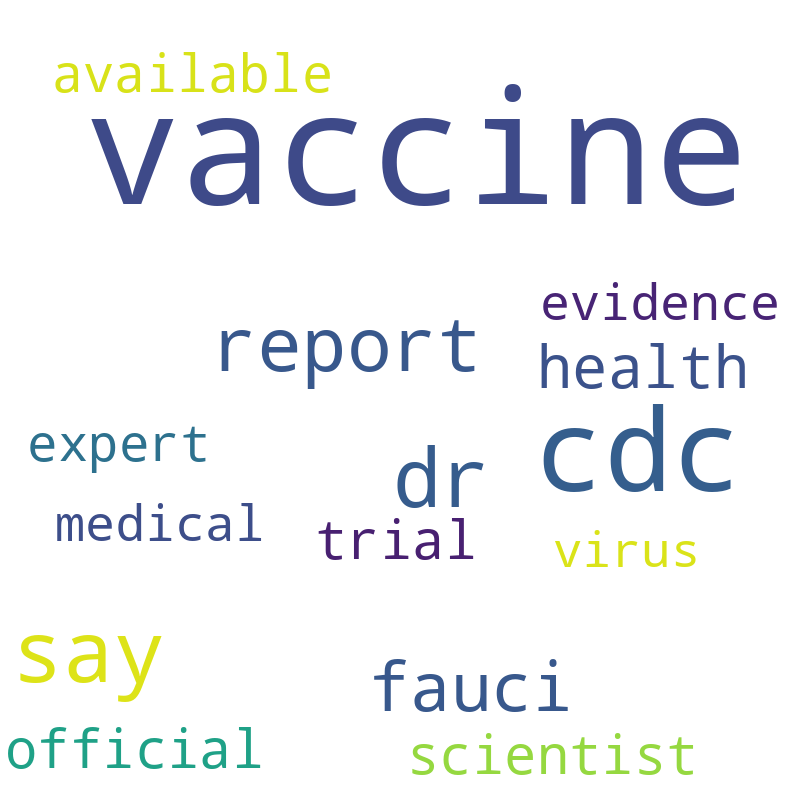 available
vaccine
evidence
report
health
expert
cdc
dr
medical
trial
virus
say
fauci
official
scientist